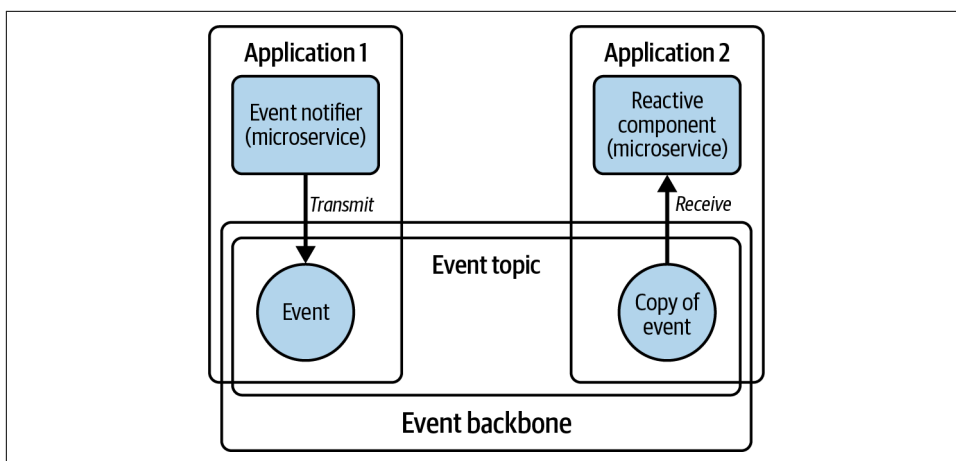 Application 1
Application 2
Event notifier
(microservice)
Reactive
component
(microservice)
Transmit
Receive
Event topic
Event
Copy of
event
Event backbone